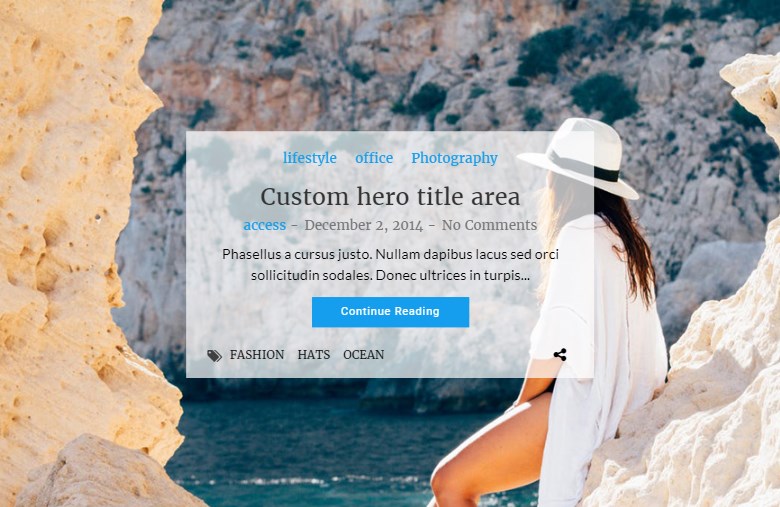 lifestyle office Photography
Custom hero title area
access - December 2, 2014 - No Comments
Phasellus a cursus justo. Nullam dapibus lacus sed orci
sollicitudin sodales. Donec ultrices in turpis...
Continue Reading
FASHION HATS OCEAN